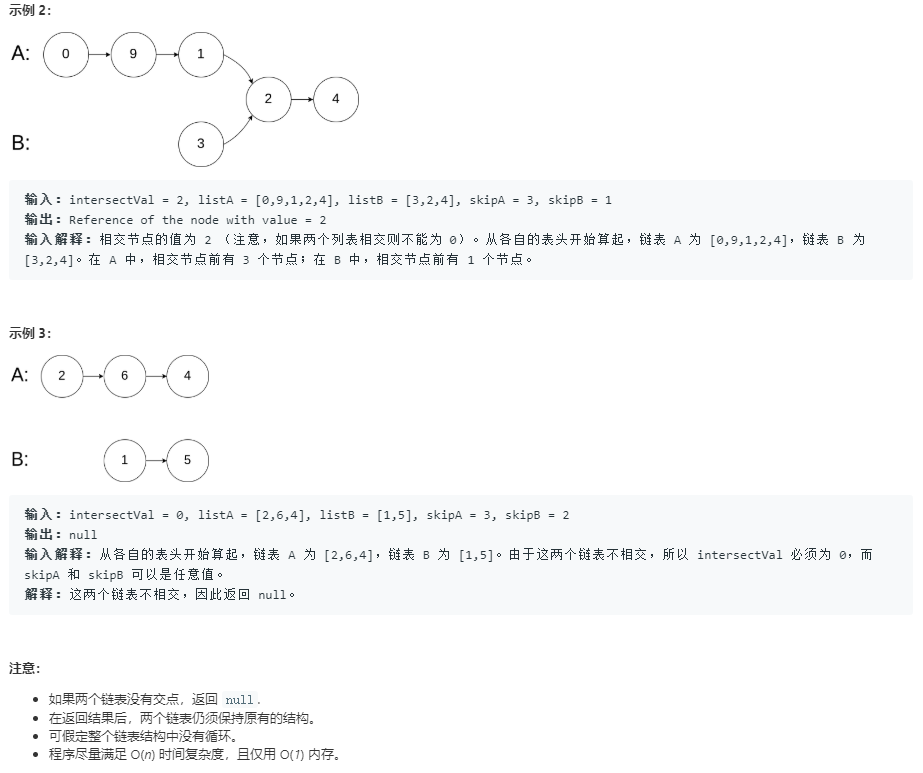 示例 2：
A: 0 9 1
2 4
B: 3
输入：intersectVal = 2, listA = [0,9,1,2,4], listB = [3,2,4], skipA = 3, skipB = 1
输出：Reference of the node with value = 2
输入解释：相交节点的值为 2 （注意，如果两个列表相交则不能为 0）。从各自的表头开始算起，链表 A 为 [0,9,1,2,4]，链表 B 为
[3,2,4]。在 A 中，相交节点前有 3 个节点；在 B 中，相交节点前有 1 个节点。
示例 3：
A: 2 6 4
B: 1 5
输入：intersectVal = 0, listA = [2,6,4], listB = [1,5], skipA = 3, skipB = 2
输出：null
输入解释：从各自的表头开始算起，链表 A 为 [2,6,4]，链表 B 为 [1,5]。由于这两个链表不相交，所以 intersectVal 必须为 0，而
skipA 和 skipB 可以是任意值。
解释：这两个链表不相交，因此返回 null。
注意：
• 如果两个链表没有交点，返回 null.
• 在返回结果后，两个链表仍须保持原有的结构。
• 可假定整个链表结构中没有循环。
• 程序尽量满足 O(n) 时间复杂度，且仅用 O(1) 内存。